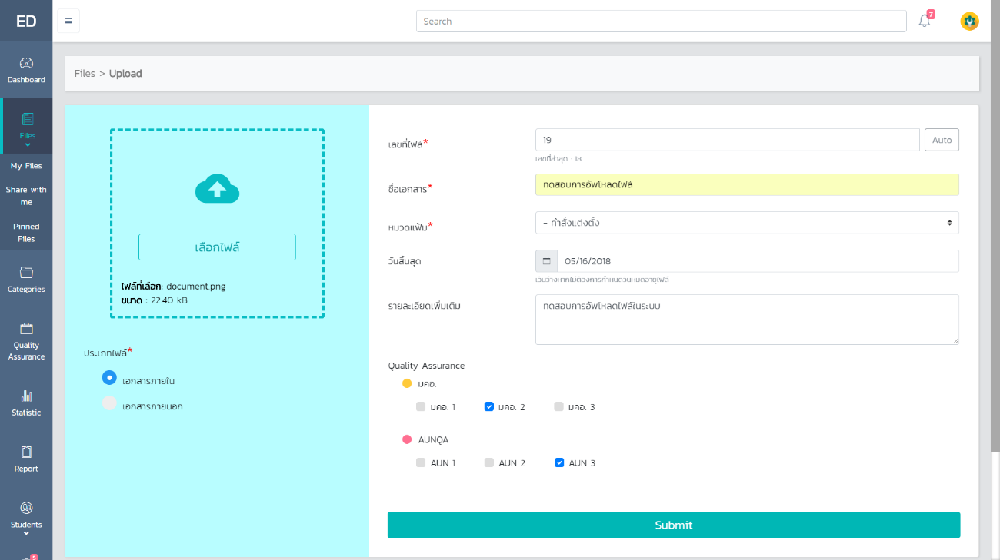 ED
Search
7
Dashboard
Files
My Files
Share with
me
Pinned
Files
Categories
Quality
Assurance
Statistic
Report
Students
5
Files > Upload
เลือกไฟล์
ไฟล์ที่เลือก: document.png
ขนาด : 22.40 kB
ประเภทไฟล์*
เอกสารภายใน
เอกสารภายนอก
เลขที่ไฟล์*
19
Auto
เลขที่ล่าสุด : 18
ชื่อเอกสาร*
ทดสอบการอัพโหลดไฟล์
หมวดแฟ้ม*
- คำสั่งแต่งตั้ง
วันสิ้นสุด
05/16/2018
เว้นว่างหากไม่ต้องการกำหนดวันหมดอายุไฟล์
รายละเอียดเพิ่มเติม
ทดสอบการอัพโหลดไฟล์ในระบบ
Quality Assurance
มคอ.
มคอ. 1 มคอ. 2 มคอ. 3
AUNQA
AUN 1 AUN 2 AUN 3
Submit